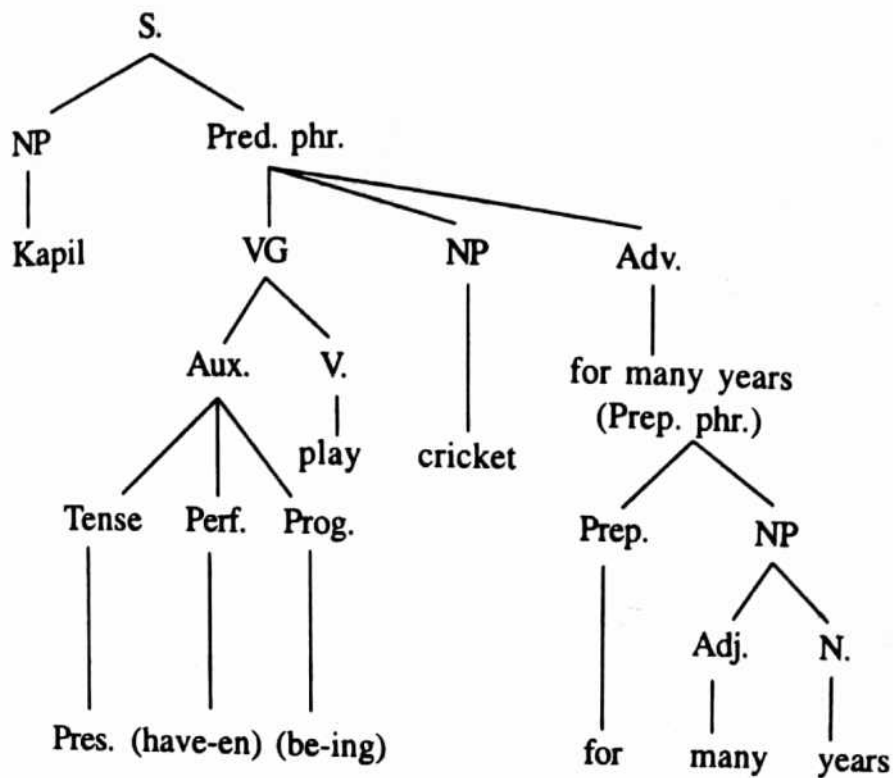 S.
NP Pred. phr.
Kapil VG NP Adv.
Aux. V. for many years
(Prep. phr.)
play cricket
Tense Perf. Prog. Prep. NP
Adj. N.
Pres. (have-en) (be-ing) for many years